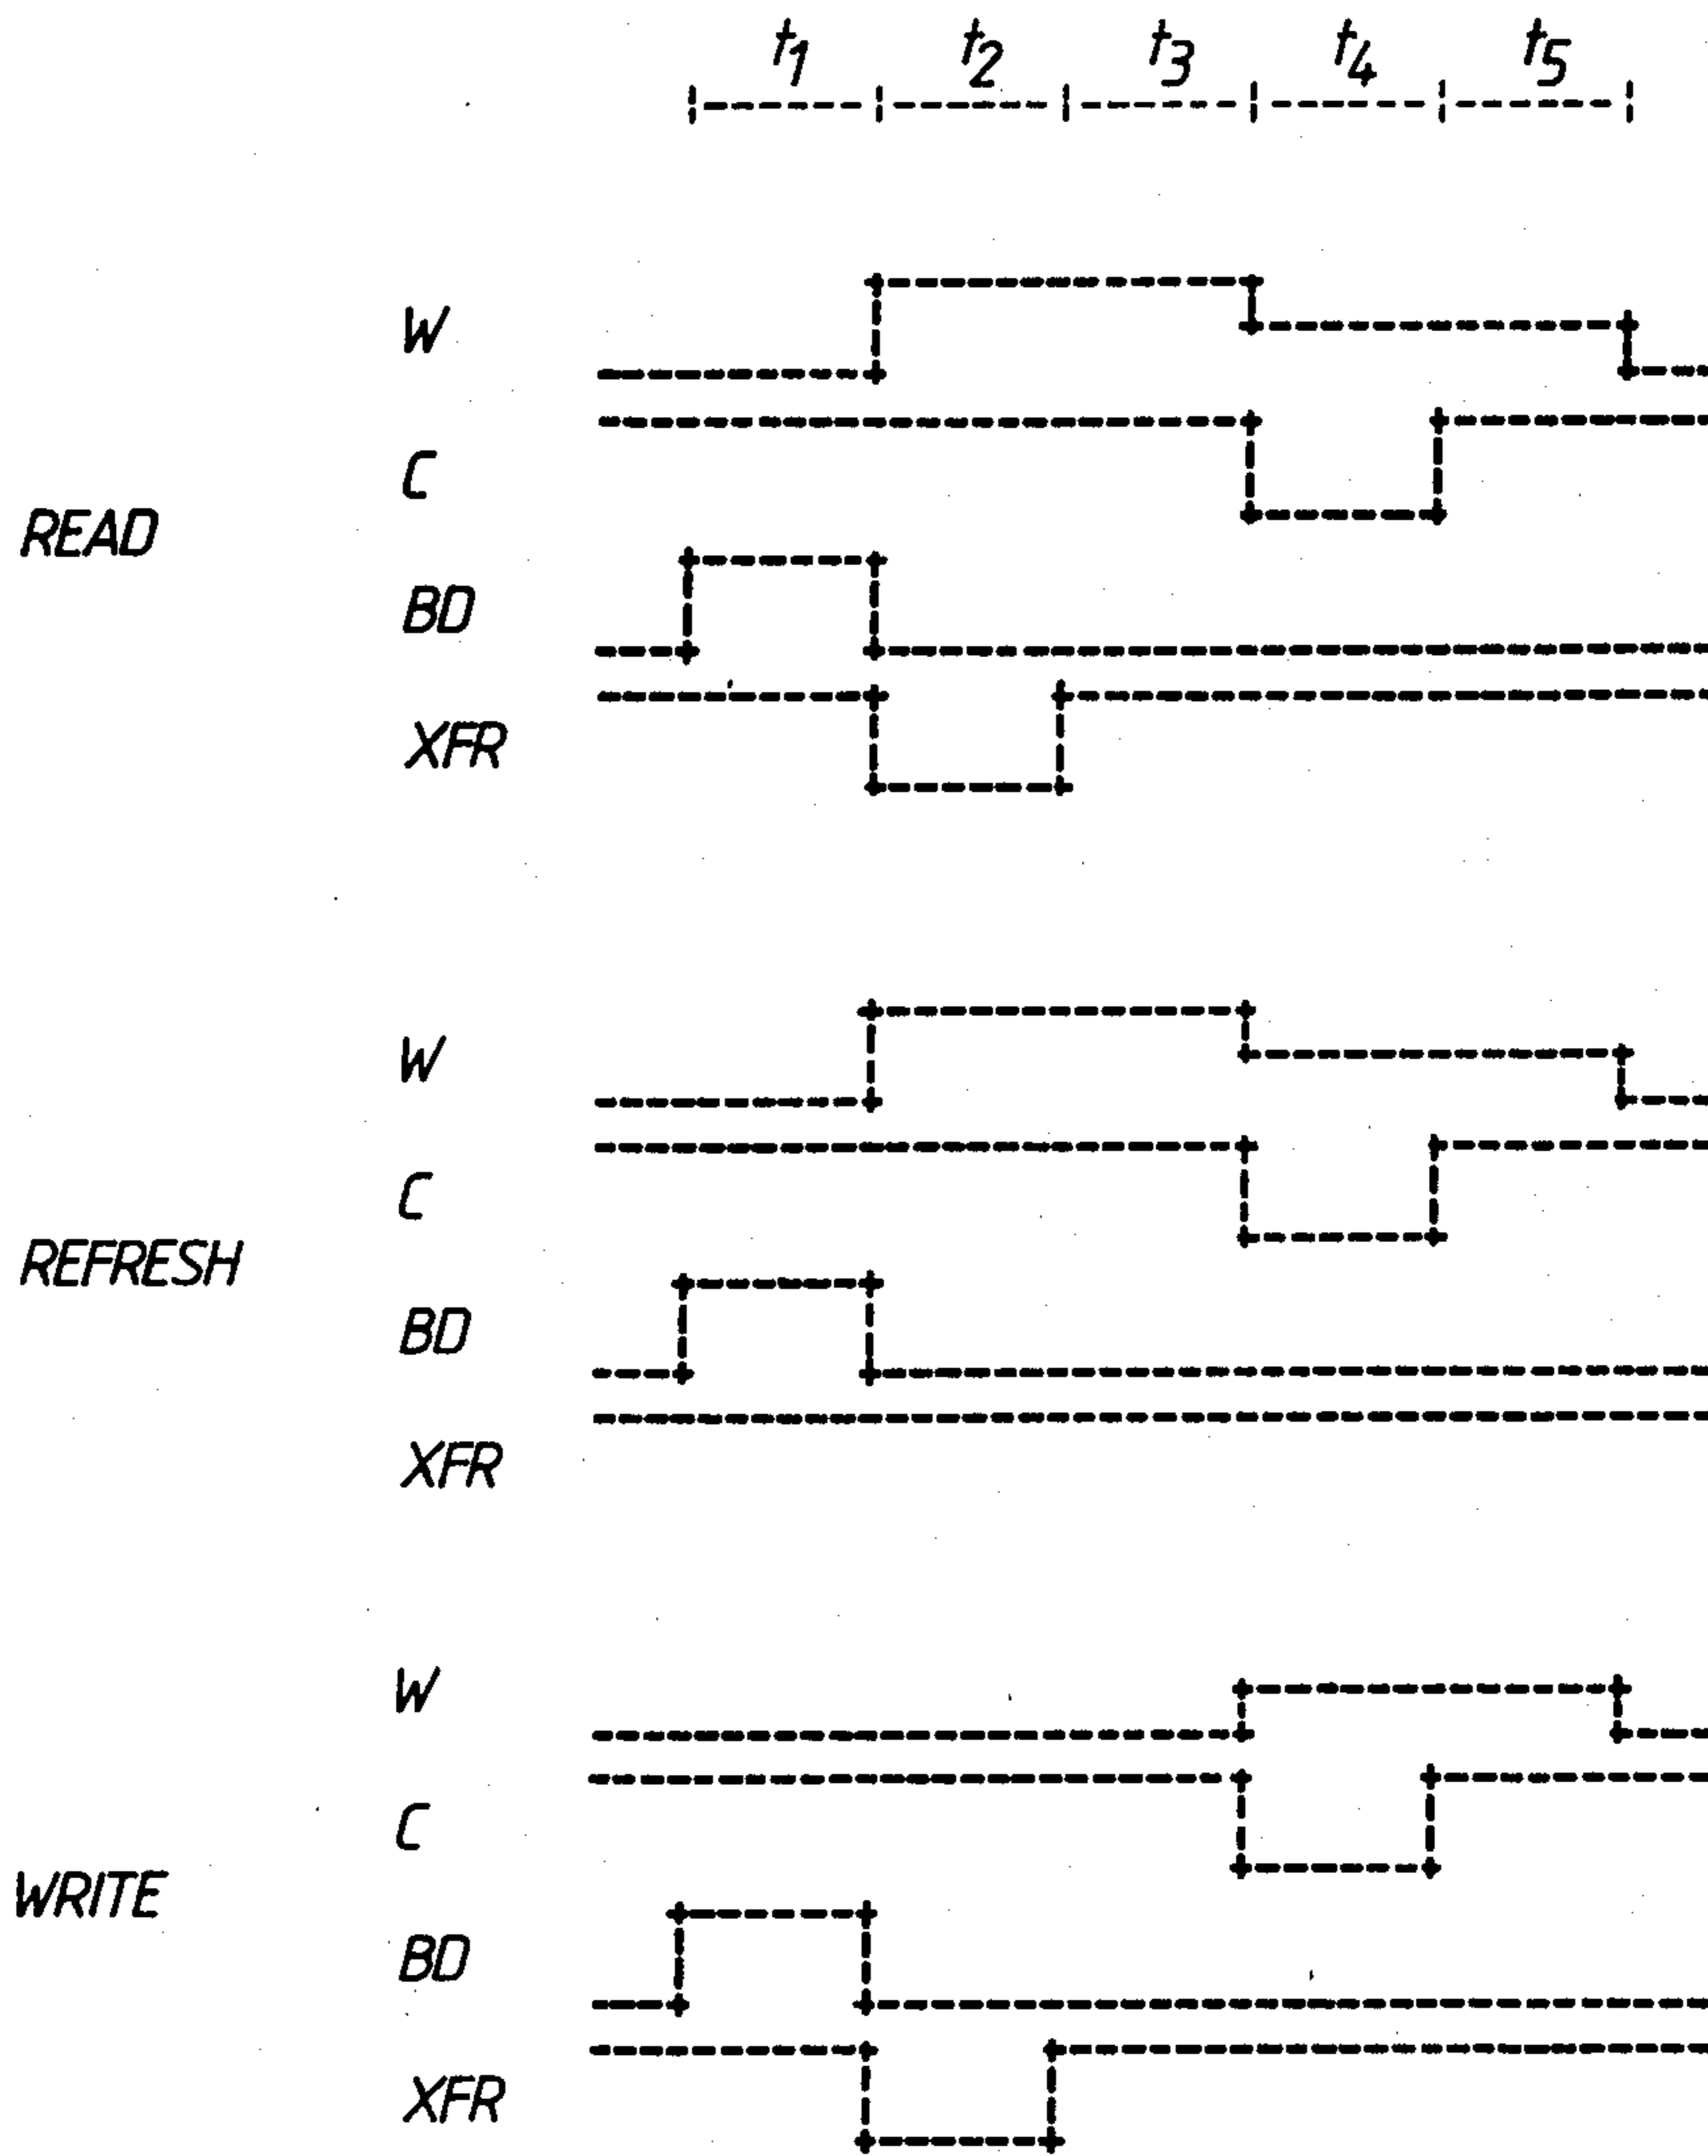 t1 t2 t3 t4 t5
W
C
READ
BD
XFR
W
C
REFRESH
BD
XFR
W
C
WRITE
BD
XFR